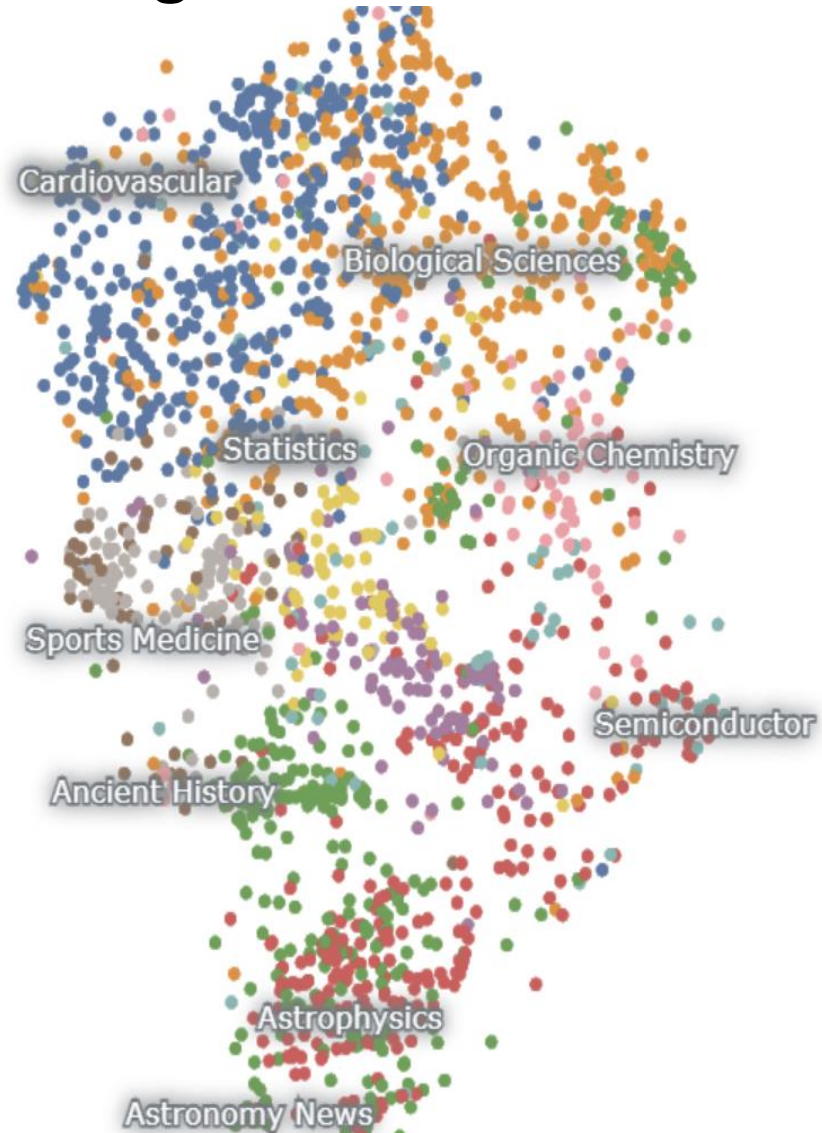 Cardiovascular
Biological Sciences
Statistics
Organic Chemistry
Sports Medicine
Semiconductor
Ancient History
Astrophysics
Astronomy News